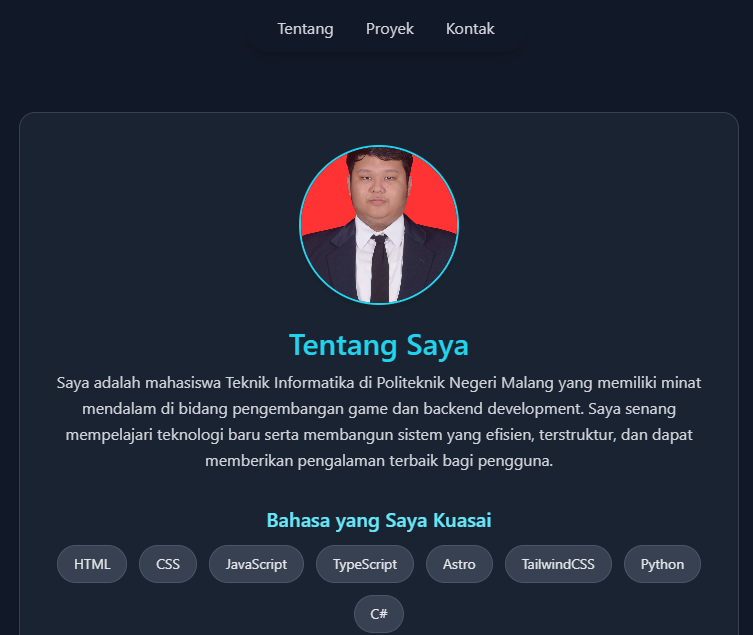 Tentang Proyek Kontak
Tentang Saya
Saya adalah mahasiswa Teknik Informatika di Politeknik Negeri Malang yang memiliki minat
mendalam di bidang pengembangan game dan backend development. Saya senang
mempelajari teknologi baru serta membangun sistem yang efisien, terstruktur, dan dapat
memberikan pengalaman terbaik bagi pengguna.
Bahasa yang Saya Kuasai
HTML CSS JavaScript TypeScript Astro TailwindCSS Python
C#